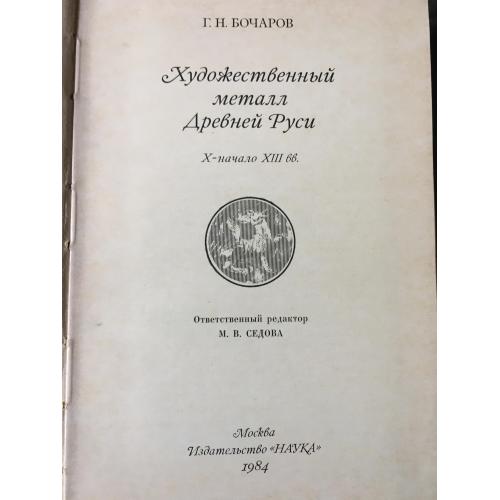 Г. Н. БОЧАРОВ
Художественный
металл
Древней Руси
X-начало XIII вв.
Ответственный редактор
М. В. СЕДОВА
Москва
Издательство «НАУКА»
1984